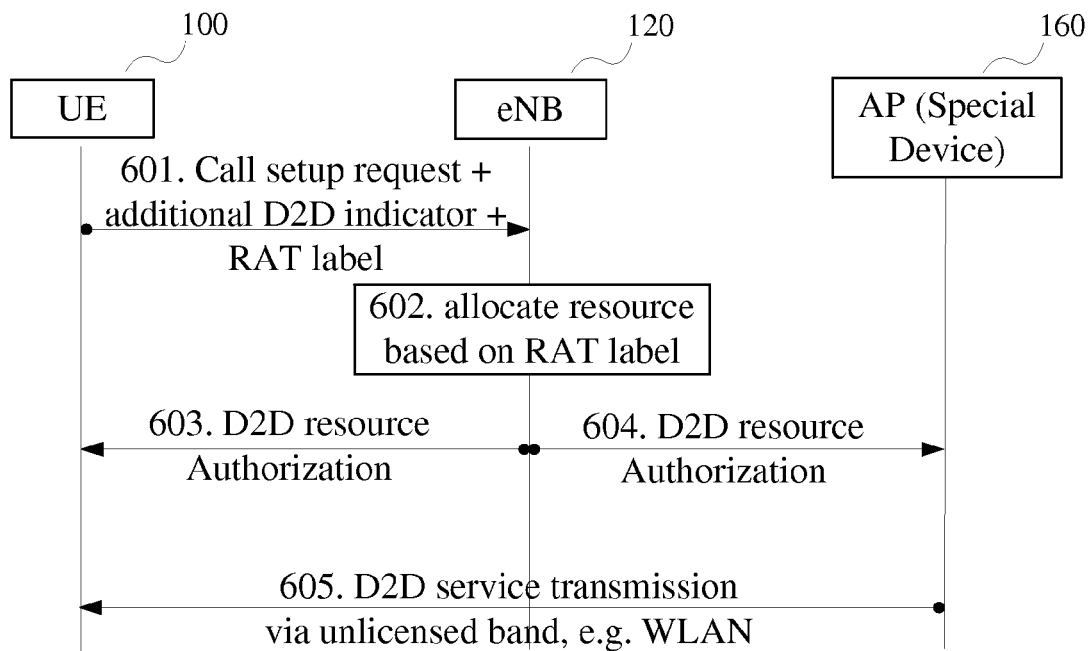 100
120
160
UE
eNB
AP (Special
Device)
601. Call setup request +
additional D2D indicator +
RAT label
602. allocate resource
based on RAT label
603. D2D resource
Authorization
604. D2D resource
Authorization
605. D2D service transmission
via unlicensed band, e.g. WLAN